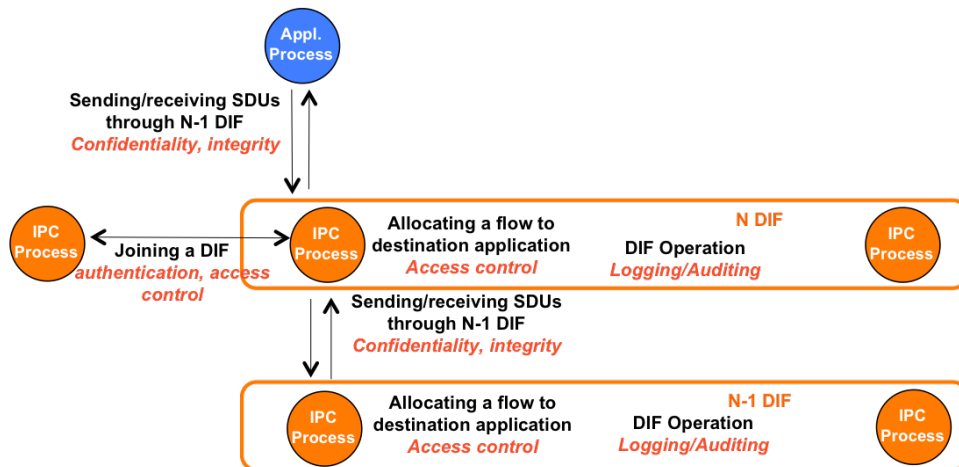 Appl.
Process
Sending/receiving SDUs
through N-1 DIF
Confidentiality, integrity
IPC
Process
Joining a DIF
authentication, access
control
IPC
Process
Allocating a flow to
destination application
Access control
N DIF
DIF Operation
Logging/Auditing
IPC
Process
Sending/receiving SDUs
through N-1 DIF
Confidentiality, integrity
IPC
Process
Allocating a flow to
destination application
Access control
N-1 DIF
DIF Operation
Logging/Auditing
IPC
Process